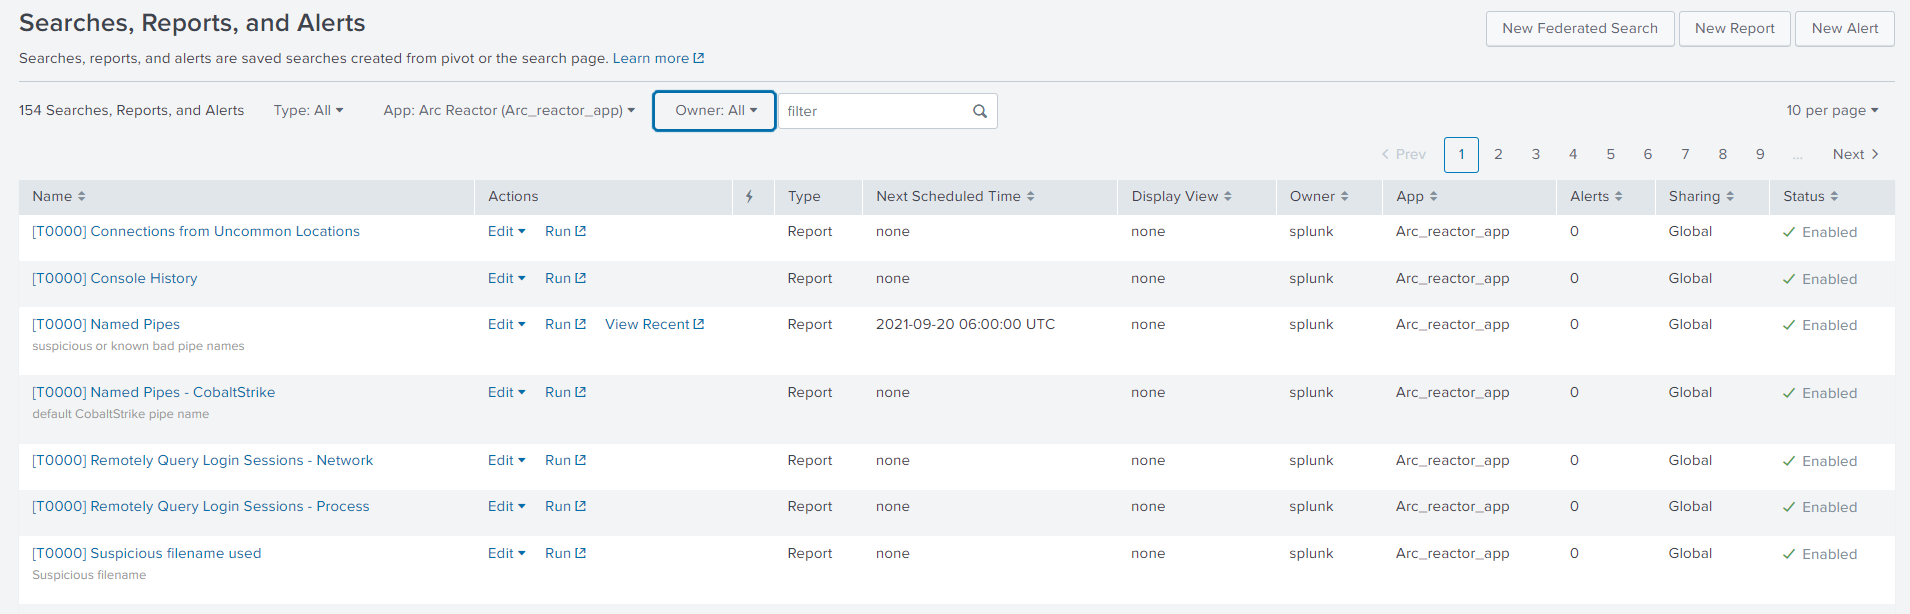 Searches, Reports, and Alerts
New Federated Search New Report New Alert
Searches, reports, and alerts are saved searches created from pivot or the search page. Learn more
154 Searches, Reports, and Alerts Type: All App: Arc Reactor (Arc_reactor_app) Owner: All filter 10 per page
Prev 1 2 3 4 5 6 7 8 9 ... Next
Name Actions Type Next Scheduled Time Display View Owner App Alerts Sharing Status
[T0000] Connections from Uncommon Locations Edit Run Report none none splunk Arc_reactor_app 0 Global Enabled
[T0000] Console History Edit Run Report none none splunk Arc_reactor_app 0 Global Enabled
[T0000] Named Pipes Edit Run View Recent Report 2021-09-20 06:00:00 UTC none splunk Arc_reactor_app 0 Global Enabled
suspicious or known bad pipe names
[T0000] Named Pipes - CobaltStrike Edit Run Report none none splunk Arc_reactor_app 0 Global Enabled
default CobaltStrike pipe name
[T0000] Remotely Query Login Sessions - Network Edit Run Report none none splunk Arc_reactor_app 0 Global Enabled
[T0000] Remotely Query Login Sessions - Process Edit Run Report none none splunk Arc_reactor_app 0 Global Enabled
[T0000] Suspicious filename used Edit Run Report none none splunk Arc_reactor_app 0 Global Enabled
Suspicious filename